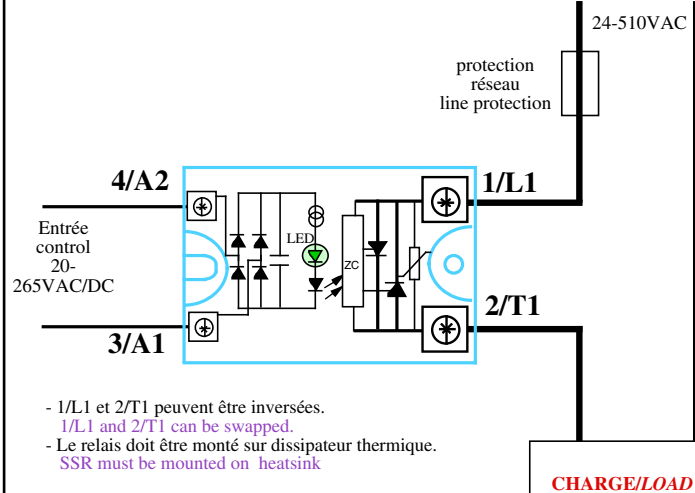 24-510VAC
protection
réseau
line protection
4/A2
1/L1
Entrée
control
20-
265VAC/DC
LED
ZC
3/A1
2/T1
- 1/L1 et 2/T1 peuvent être inversées.
1/L1 and 2/T1 can be swapped.
- Le relais doit être monté sur dissipateur thermique.
SSR must be mounted on heatsink
CHARGE/LOAD